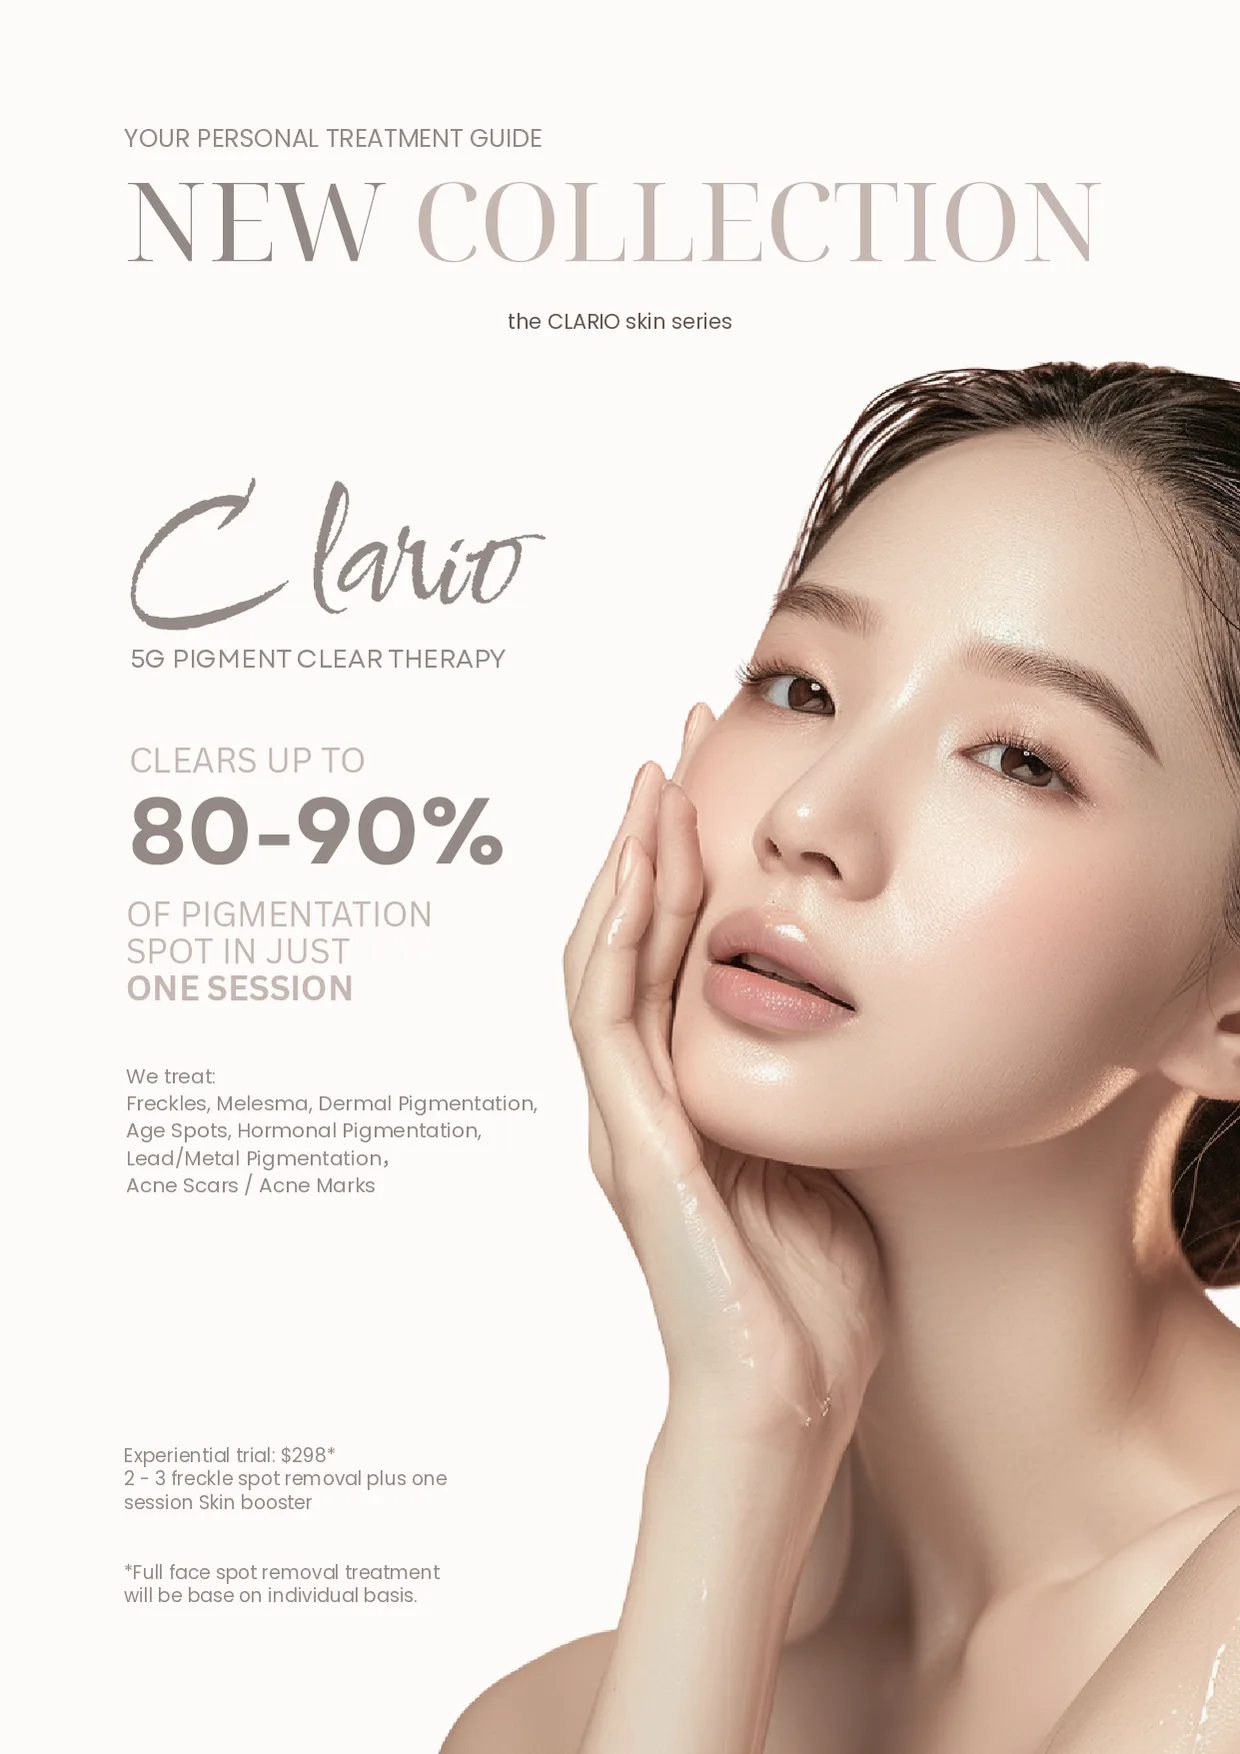 YOUR PERSONAL TREATMENT GUIDE
NEW COLLECTION
the CLARIO skin series
Clario
5G PIGMENT CLEAR THERAPY
CLEARS UP TO
80-90%
OF PIGMENTATION
SPOT IN JUST
ONE SESSION
We treat:
Freckles, Melesma, Dermal Pigmentation,
Age Spots, Hormonal Pigmentation,
Lead/Metal Pigmentation,
Acne Scars / Acne Marks
Experiential trial: $298*
2 - 3 freckle spot removal plus one
session Skin booster
*Full face spot removal treatment
will be base on individual basis.